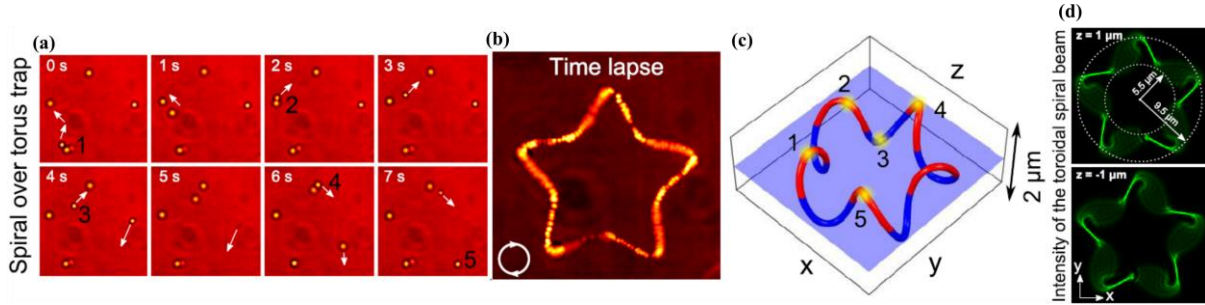 Spiral over torus trap
(a)
0 s
1 s
2 s
3 s
1
2
4 s
5 s
6 s
7 s
3
4
5
(b)
Time lapse
(c)
z
2
4
1
3
5
2 μm
x
y
Intensity of the toroidal spiral beam
(d)
z = 1 μm
5.5 μm
9.5 μm
z = -1 μm
y
x